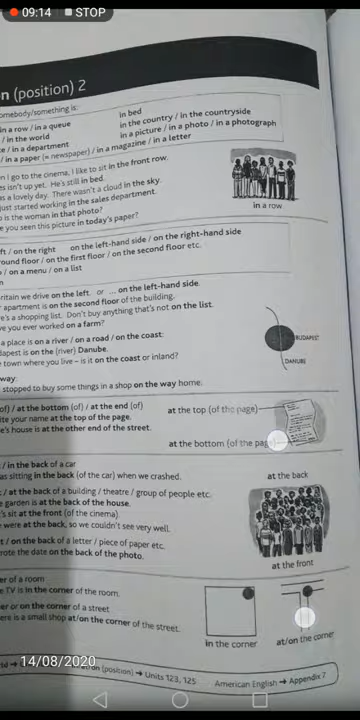 09:14 STOP
n (position) 2
omebody/something is:
in a row / in a queue in bed
/ in the world in the country / in the countryside
e / in a department in a picture / in a photo / in a photograph
/ in a paper (= newspaper) / in a magazine / in a letter
n I go to the cinema, I like to sit in the front row.
es isn't up yet. He's still in bed.
as a lovely day. There wasn't a cloud in the sky.
just started working in the sales department.
o is the woman in that photo?
e you seen this picture in today's paper?
in a row
ft / on the right on the left-hand side / on the right-hand side
round floor / on the first floor / on the second floor etc.
/ on a menu / on a list
ritain we drive on the left. or ... on the left-hand side.
apartment is on the second floor of the building.
e's a shopping list. Don't buy anything that's not on the list.
ve you ever worked on a farm?
a place is on a river / on a road / on the coast:
dapest is on the (river) Danube.
town where you live – is it on the coast or inland?
BUDAPEST
DANUBE
way:
stopped to buy some things in a shop on the way home.
of) / at the bottom (of) / at the end (of)
ite your name at the top of the page.
e's house is at the other end of the street.
at the top (of the page)
at the bottom (of the page)
/ in the back of a car
as sitting in the back (of the car) when we crashed.
/ at the back of a building / theatre / group of people etc.
e garden is at the back of the house.
's sit at the front (of the cinema).
were at the back, so we couldn't see very well.
t / on the back of a letter / piece of paper etc.
rote the date on the back of the photo.
at the back
at the front
er of a room
e TV is in the corner of the room.
er or on the corner of a street
ere is a small shop at/on the corner of the street.
in the corner
at/on the corner
14/08/2020
on (position) → Units 123, 125 American English → Appendix 7